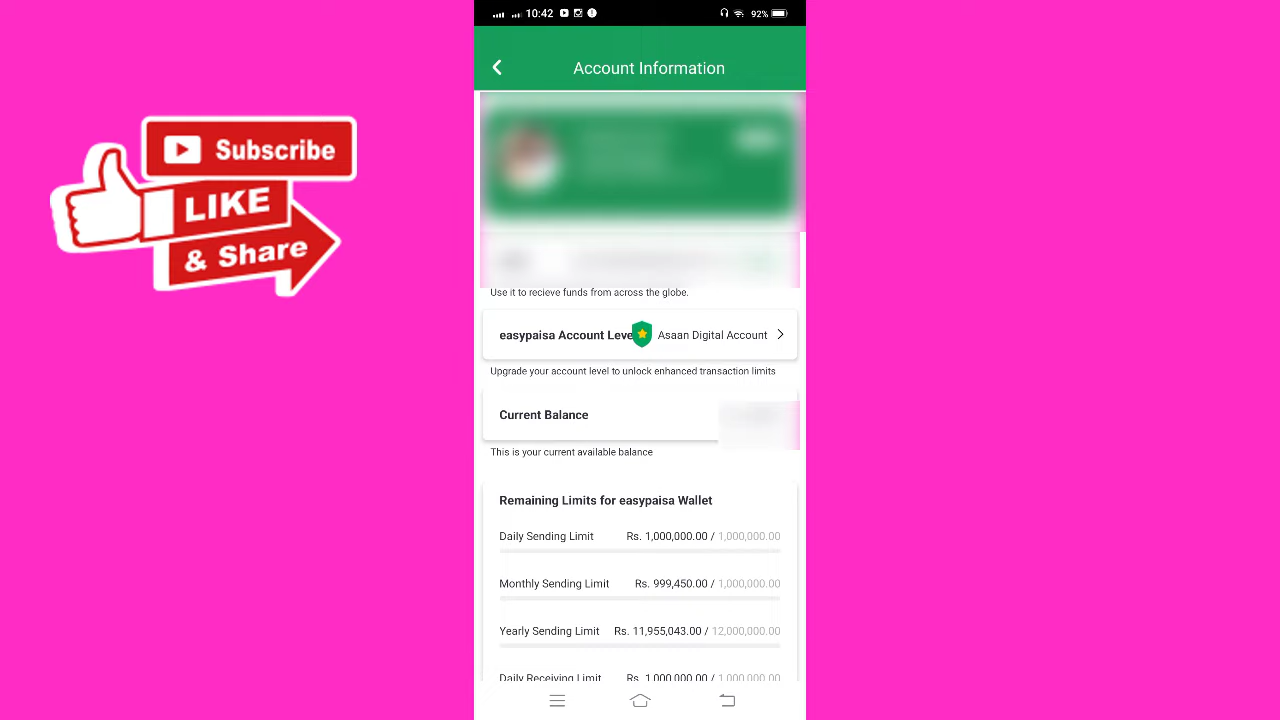 10:42
92%
Account Information
Subscribe
LIKE
& Share
Use it to recieve funds from across the globe.
easypaisa Account Leve
Asaan Digital Account
Upgrade your account level to unlock enhanced transaction limits
Current Balance
This is your current available balance
Remaining Limits for easypaisa Wallet
Daily Sending Limit Rs. 1,000,000.00 / 1,000,000.00
Monthly Sending Limit Rs. 999,450.00 / 1,000,000.00
Yearly Sending Limit Rs. 11,955,043.00 / 12,000,000.00
Daily Receiving Limit Rs. 1,000,000.00 / 1,000,000.00